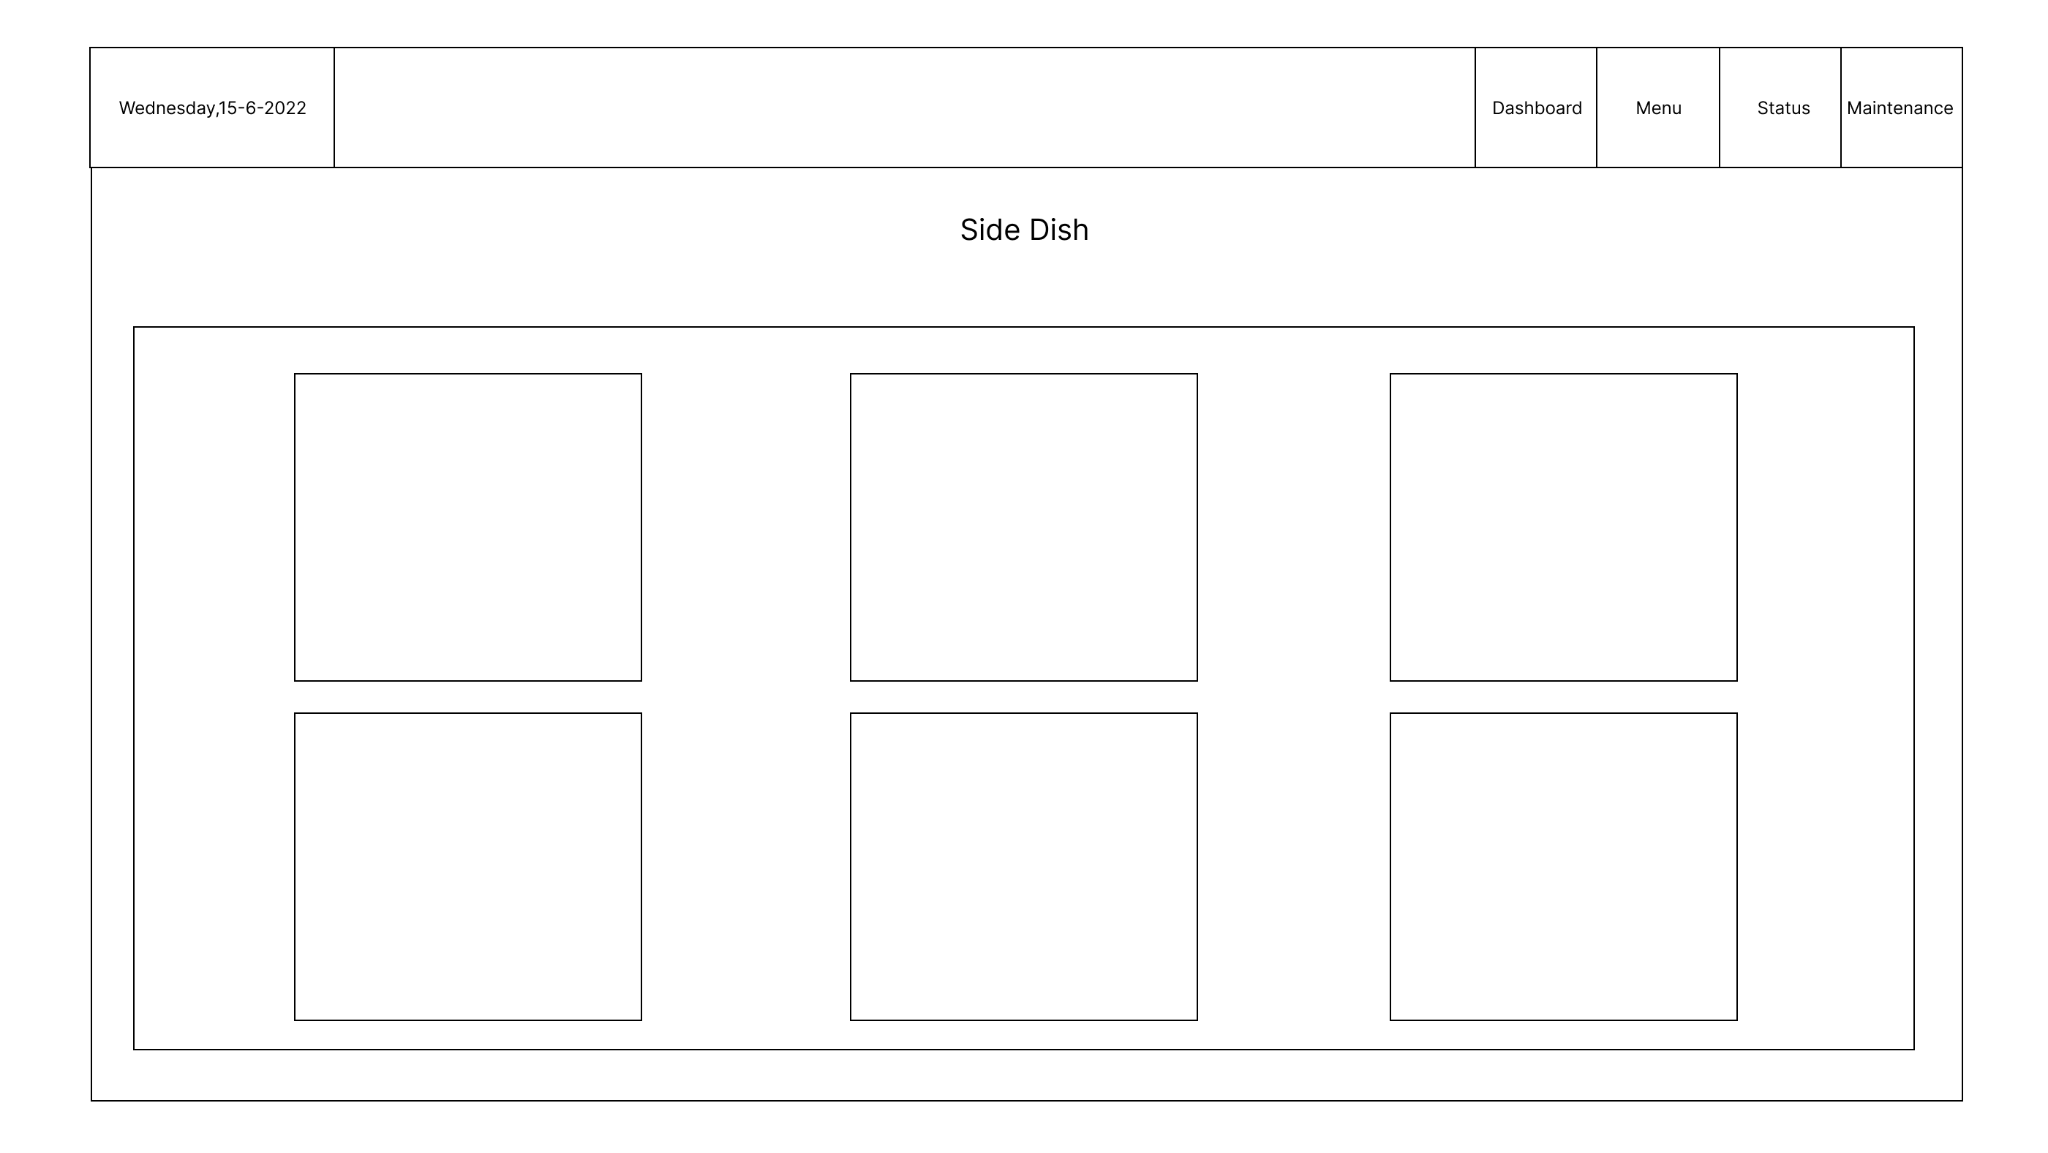 Wednesday,15-6-2022
Dashboard
Menu
Status
Maintenance
Side Dish